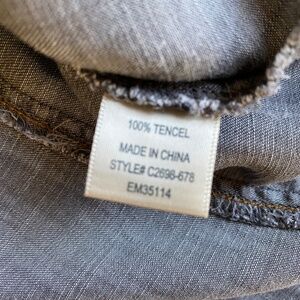 100% TENCEL
MADE IN CHINA
STYLE# C2698-678
EM35114